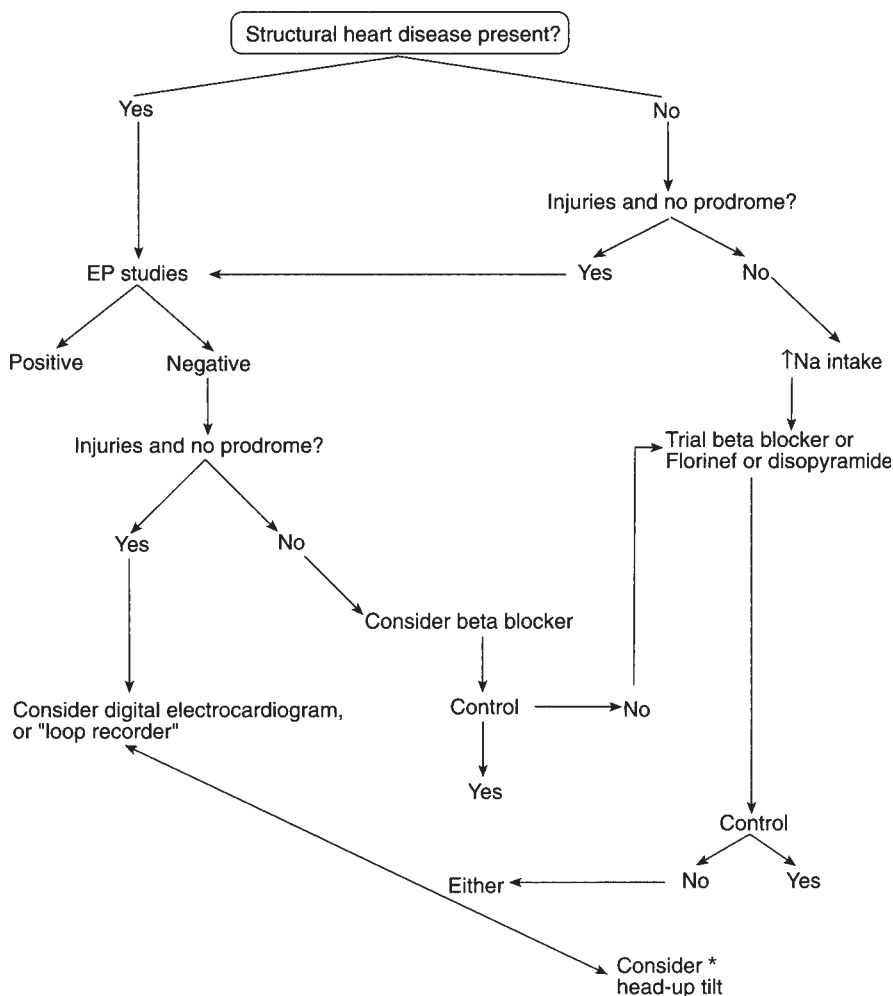 Structural heart disease present?
Yes
No
Injuries and no prodrome?
EP studies
Yes
No
Positive
Negative
↑Na intake
Injuries and no prodrome?
Trial beta blocker or
Florinef or disopyramide
Yes
No
Consider beta blocker
Consider digital electrocardiogram,
or "loop recorder"
Control
No
Yes
Control
Either
No
Yes
Consider *
head-up tilt